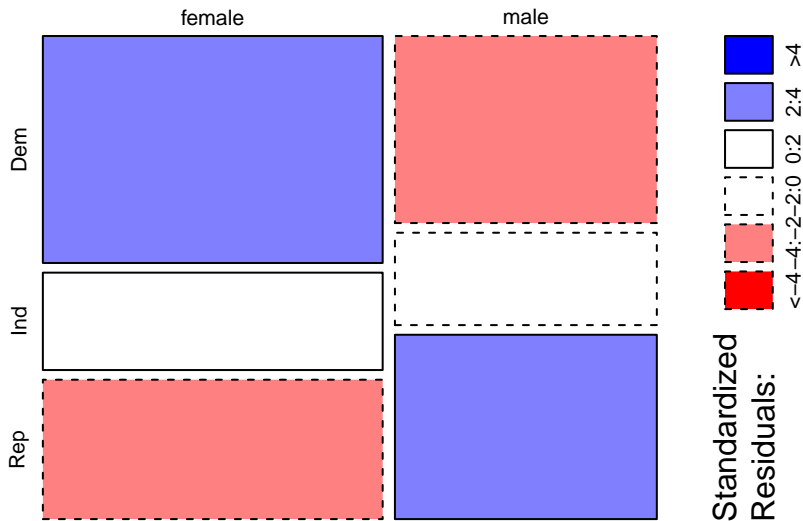 female
male
Dem
Ind
Rep
Standardized
Residuals:
<−4
−4:−2
−2:0
0:2
2:4
>4